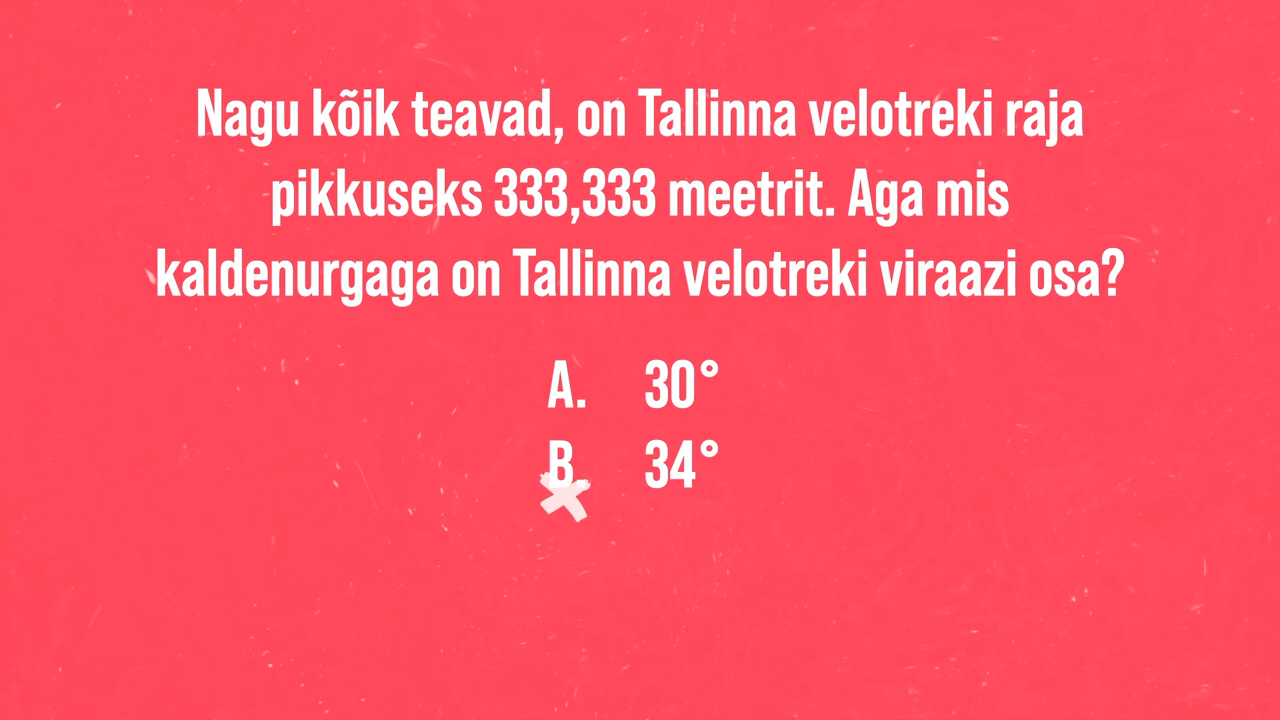 Nagu kõik teavad, on Tallinna velotreki raja
pikkuseks 333,333 meetrit. Aga mis
kaldenurgaga on Tallinna velotreki viraazi osa?
A. 30°
B. 34°